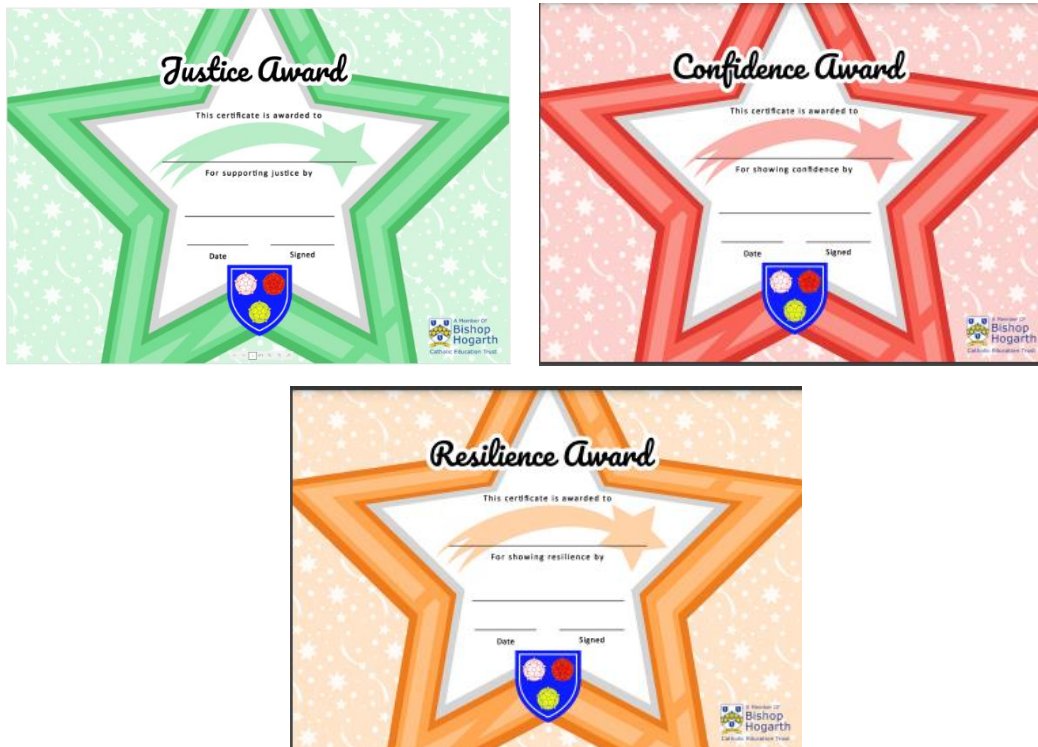 Justice Award
This certificate is awarded to
For supporting justice by
Date Signed
A Member Of
Bishop
Hogarth
Catholic Education Trust
Confidence Award
This certificate is awarded to
For showing confidence by
Date Signed
A Member Of
Bishop
Hogarth
Catholic Education Trust
Resilience Award
This certificate is awarded to
For showing resilience by
Date Signed
A Member Of
Bishop
Hogarth
Catholic Education Trust